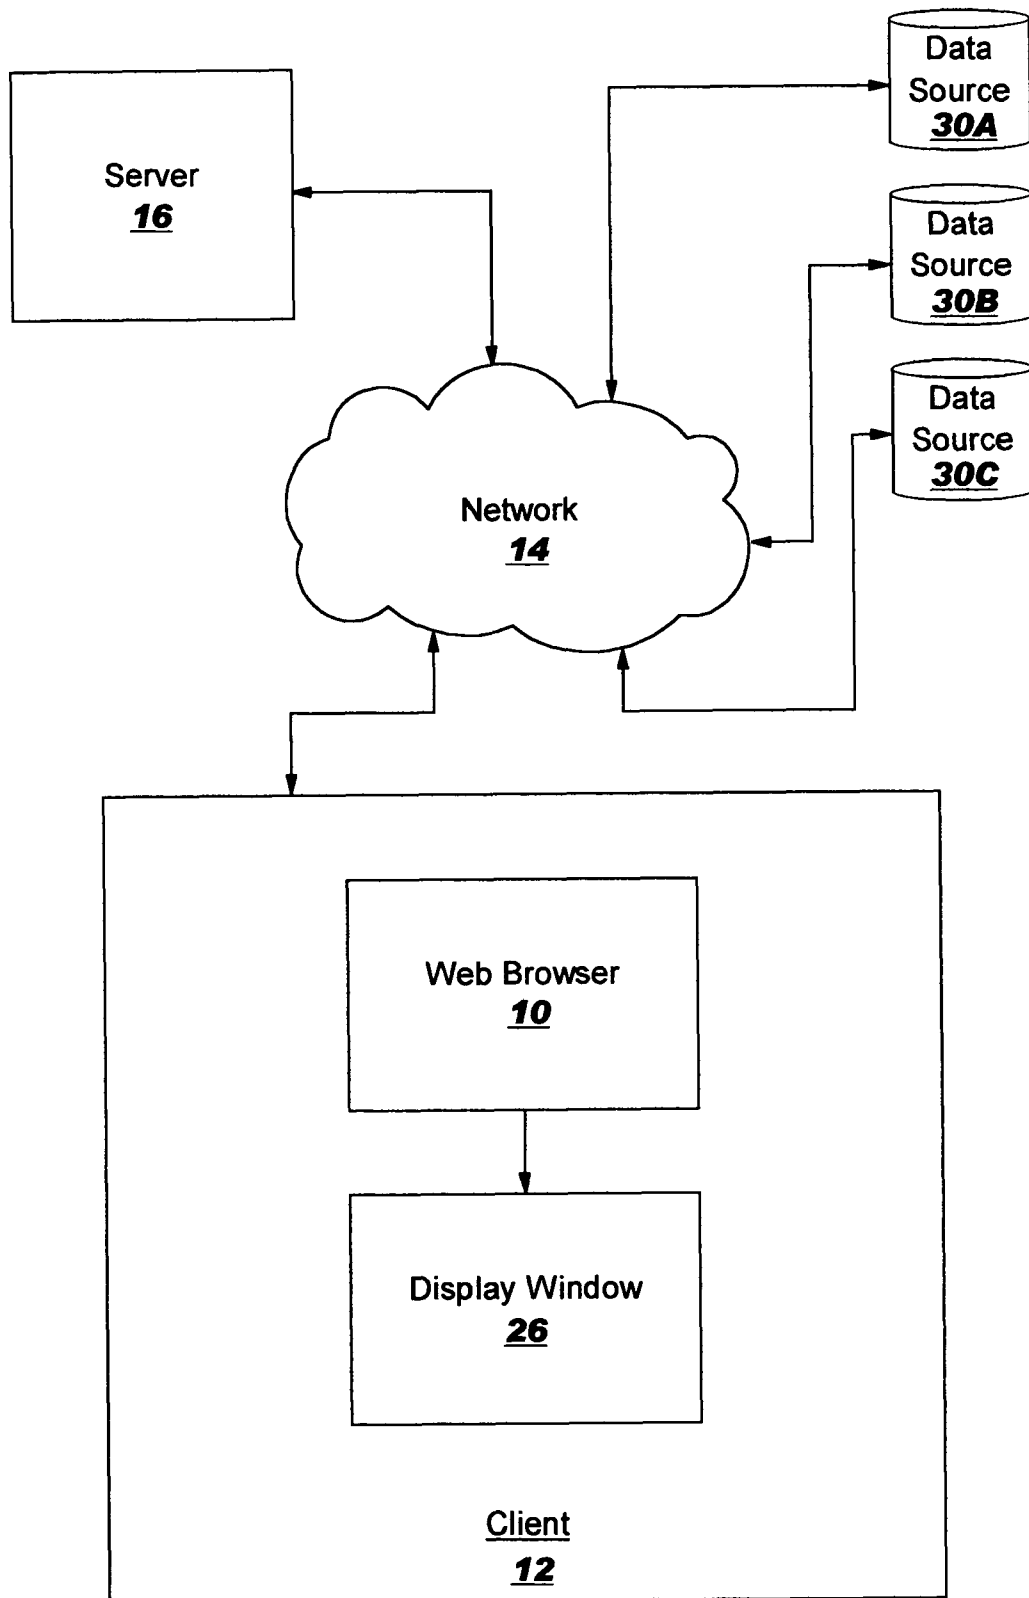 Data
Source
30A
Server
16
Data
Source
30B
Data
Source
30C
Network
14
Web Browser
10
Display Window
26
Client
12